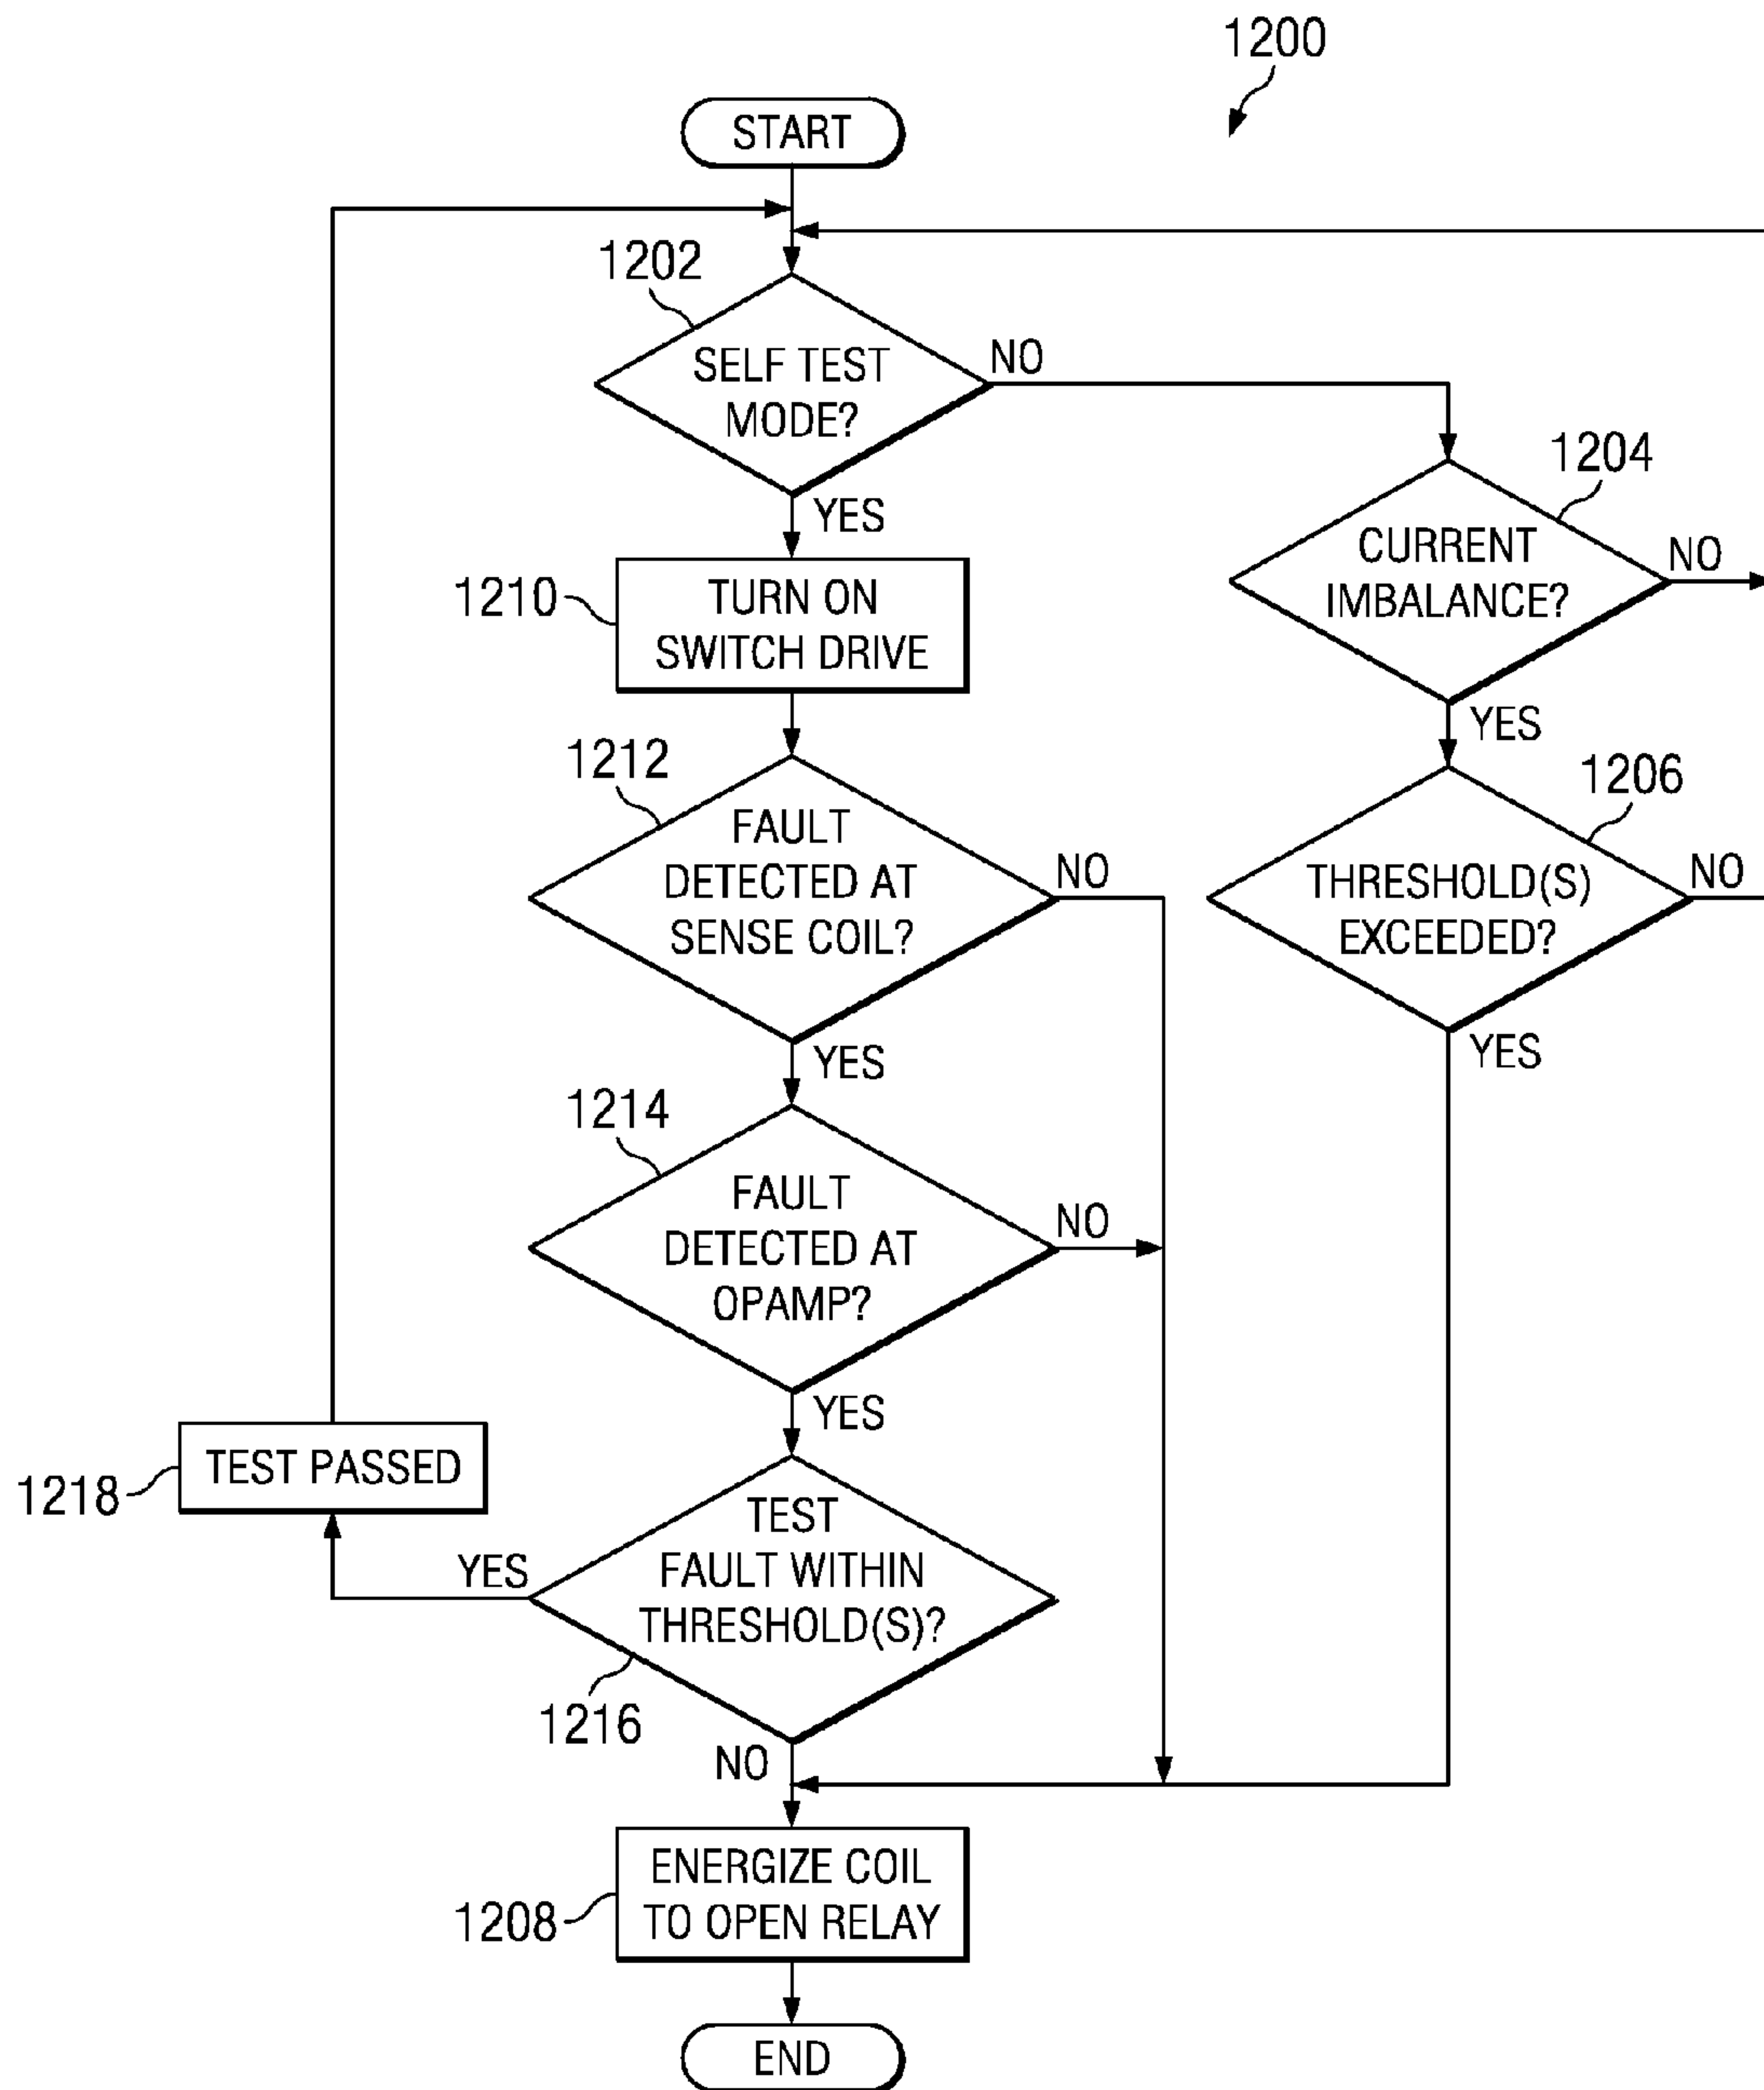 1200
START
1202
SELF TEST
MODE?
NO
YES
1204
CURRENT
IMBALANCE?
NO
YES
1210
TURN ON
SWITCH DRIVE
1212
FAULT
DETECTED AT
SENSE COIL?
NO
YES
1206
THRESHOLD(S)
EXCEEDED?
NO
YES
1214
FAULT
DETECTED AT
OPAMP?
NO
YES
1218
TEST PASSED
YES
TEST
FAULT WITHIN
THRESHOLD(S)?
1216
NO
1208
ENERGIZE COIL
TO OPEN RELAY
END